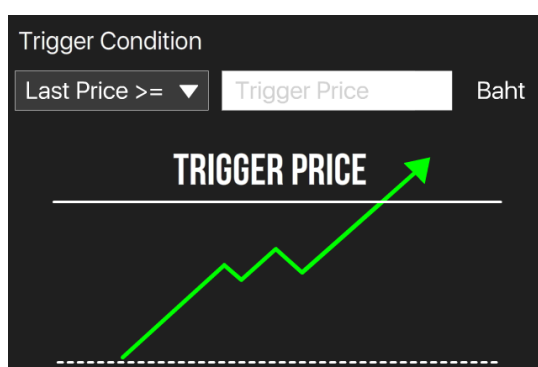 Trigger Condition
Last Price >= ▼ Trigger Price Baht
TRIGGER PRICE